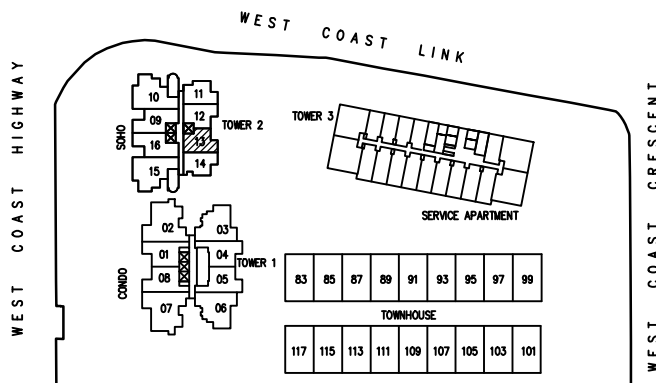 WEST COAST LINK
WEST COAST HIGHWAY
WEST COAST CRESCENT
10 11
09 12
16 13
15 14
SOHO
TOWER 2
TOWER 3
SERVICE APARTMENT
02 03
01 04
08 05
07 06
CONDO
TOWER 1
83 85 87 89 91 93 95 97 99
TOWNHOUSE
117 115 113 111 109 107 105 103 101